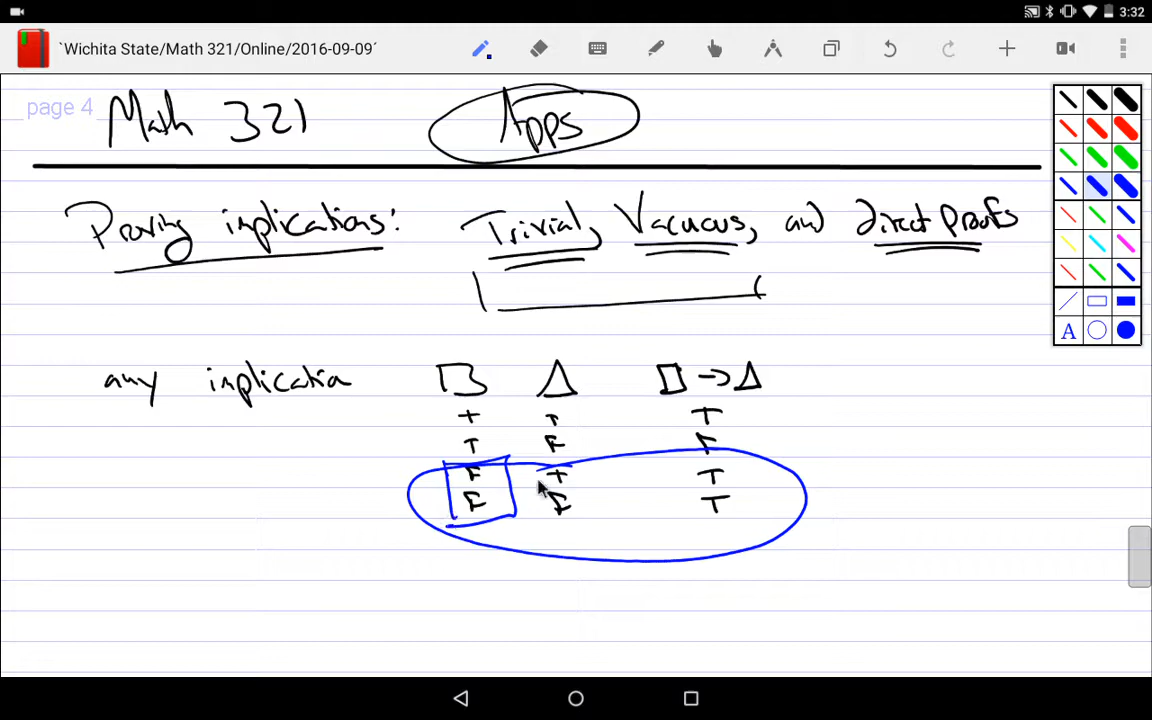 3:32
`Wichita State/Math 321/Online/2016-09-09´
page 4
Math 321 Apps
Proving implications: Trivial, Vacuous, and direct Proofs
any implication □ △ □→△
T T T
T F F
F T T
F F T
A